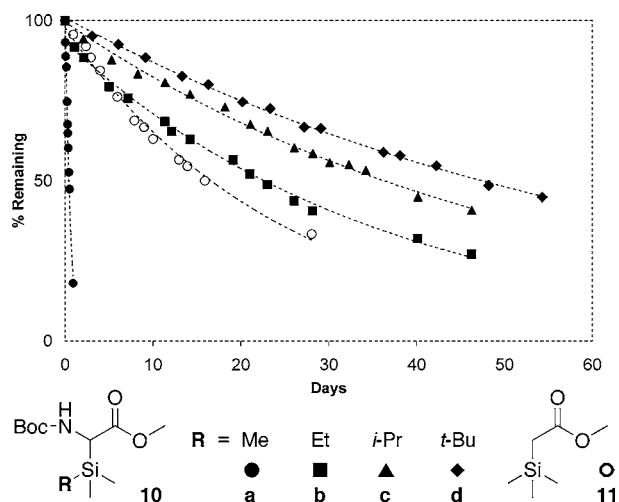 100
50
0
% Remaining
0 10 20 30 40 50 60
Days
Boc H N O O Si R 10
R = Me Et i-Pr t-Bu
a b c d
O O Si 11